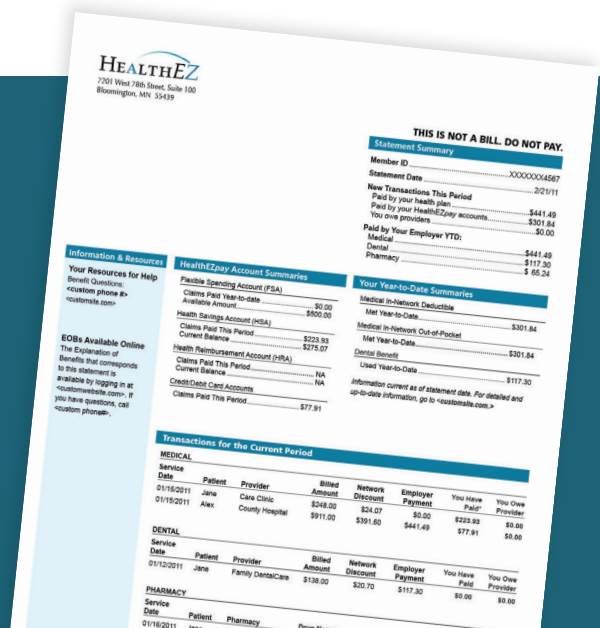 HEALTHEZ
7201 West 78th Street, Suite 100
Bloomington, MN 55439
THIS IS NOT A BILL. DO NOT PAY.
Statement Summary
Member ID XXXXXXX4567
Statement Date 2/21/11
New Transactions This Period
Paid by your health plan $441.49
Paid by your HealthEZpay accounts $301.84
You owe providers $0.00
Paid by Your Employer YTD:
Medical $441.49
Dental $117.30
Pharmacy $ 65.24
Information & Resources
Your Resources for Help
Benefit Questions:
<custom phone #>
<customsite.com>
EOBs Available Online
The Explanation of
Benefits that corresponds
to this statement is
available by logging in at
<customwebsite.com>. If
you have questions, call
<custom phone#>.
HealthEZpay Account Summaries
Flexible Spending Account (FSA)
Claims Paid Year-to-date $0.00
Available Amount $500.00
Health Savings Account (HSA)
Claims Paid This Period $223.93
Current Balance $275.07
Health Reimbursement Account (HRA)
Claims Paid This Period NA
Current Balance NA
Credit/Debit Card Accounts
Claims Paid This Period $77.91
Your Year-to-Date Summaries
Medical In-Network Deductible
Met Year-to-Date $301.84
Medical In-Network Out-of-Pocket
Met Year-to-Date $301.84
Dental Benefit
Used Year-to-Date $117.30
Information current as of statement date. For detailed and
up-to-date information, go to <customsite.com.>
Transactions for the Current Period
MEDICAL
Service Date Patient Provider Billed Amount Network Discount Employer Payment You Have Paid* You Owe Provider
01/16/2011 Jane Care Clinic $248.00 $24.07 $0.00 $223.93 $0.00
01/15/2011 Alex County Hospital $911.00 $391.60 $441.49 $77.91 $0.00
DENTAL
Service Date Patient Provider Billed Amount Network Discount Employer Payment You Have Paid You Owe Provider
01/12/2011 Jane Family DentalCare $138.00 $20.70 $117.30 $0.00 $0.00
PHARMACY
Service Date Patient Pharmacy
01/16/2011